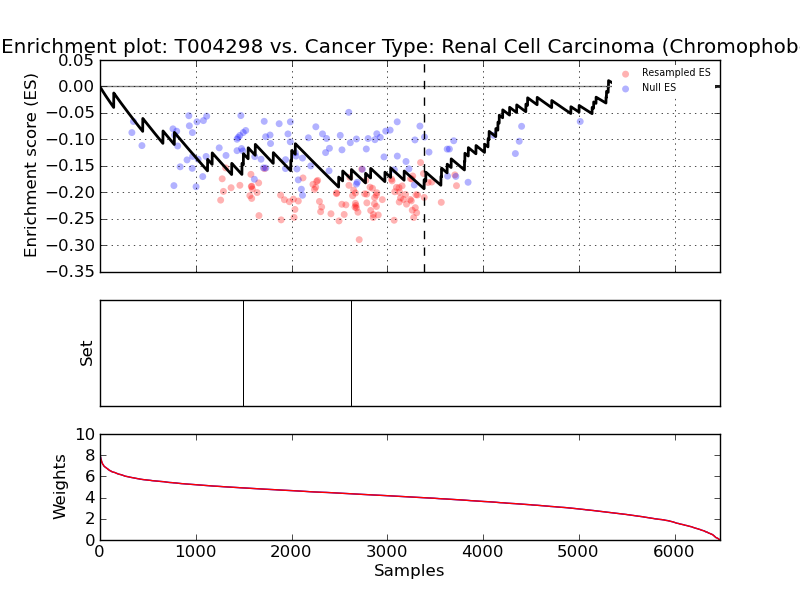 Enrichment plot: T004298 vs. Cancer Type: Renal Cell Carcinoma (Chromophob
0.05
0.00
−0.05
−0.10
−0.15
−0.20
−0.25
−0.30
−0.35
Enrichment score (ES)
Resampled ES
Null ES
Set
10
8
6
4
2
0
Weights
0 1000 2000 3000 4000 5000 6000
Samples